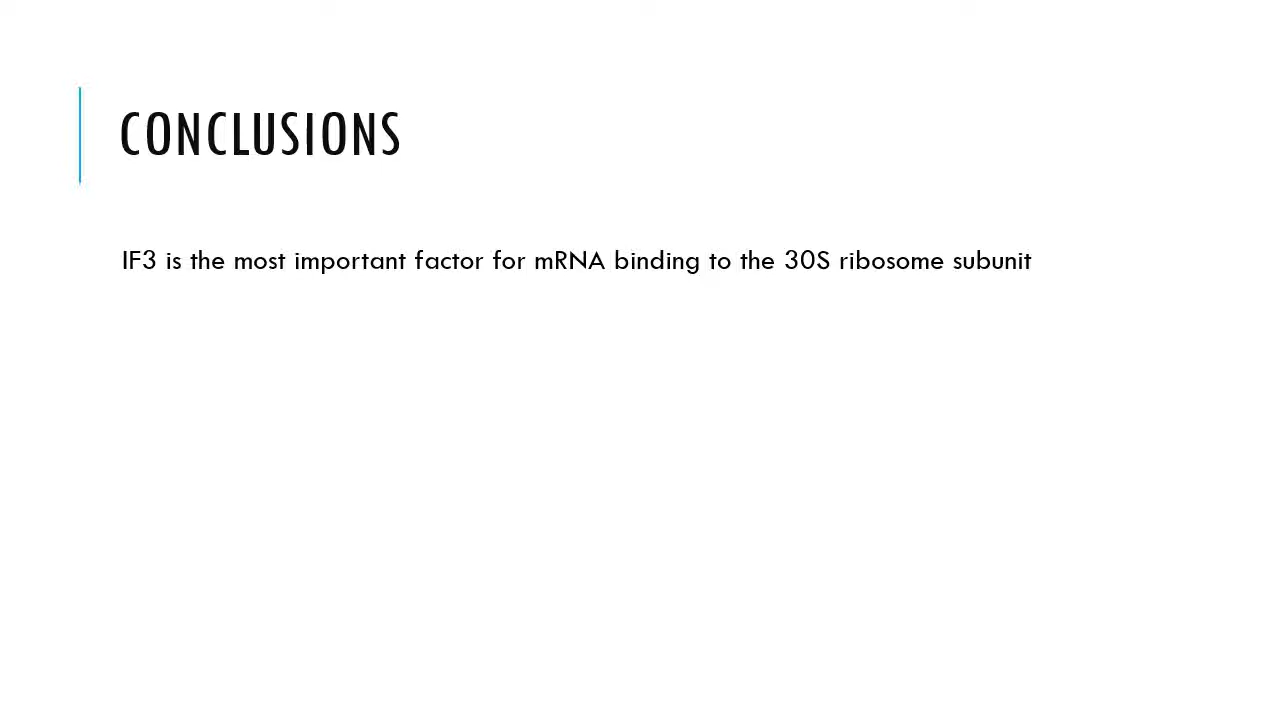 CONCLUSIONS
IF3 is the most important factor for mRNA binding to the 30S ribosome subunit